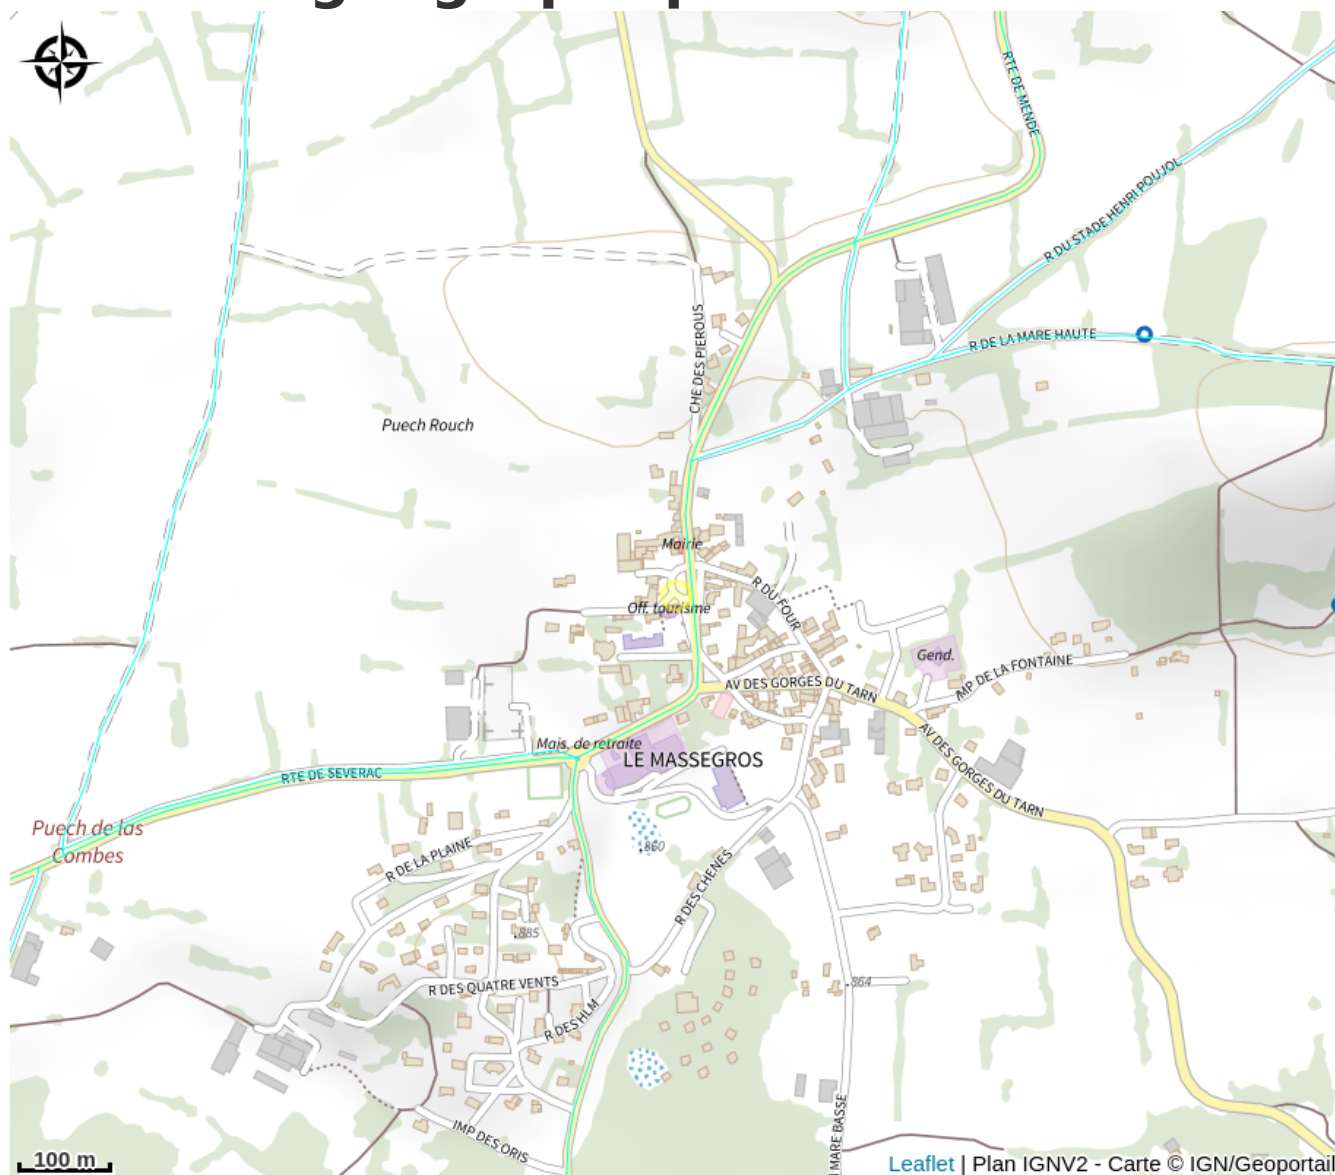 RTE DE MENDE
R DU STADE HENRI POUJOL
CHE DES PIEROUS
R DE LA MARE HAUTE
Puech Rouch
Mairie
R DU FOUR
Off. tourisme
Gend.
IMP DE LA FONTAINE
AV DES GORGES DU TARN
Mais. de retraite
LE MASSEGROS
AV DES GORGES DU TARN
RTE DE SEVERAC
Puech de las
Combes
.860
R DE LA PLAINE
R DES CHENES
.885
.864
R DES QUATRE VENTS
R DES HLM
IMP DES ORIS
MARE BASSE
100 m
Leaflet | Plan IGNV2 - Carte © IGN/Geoportail